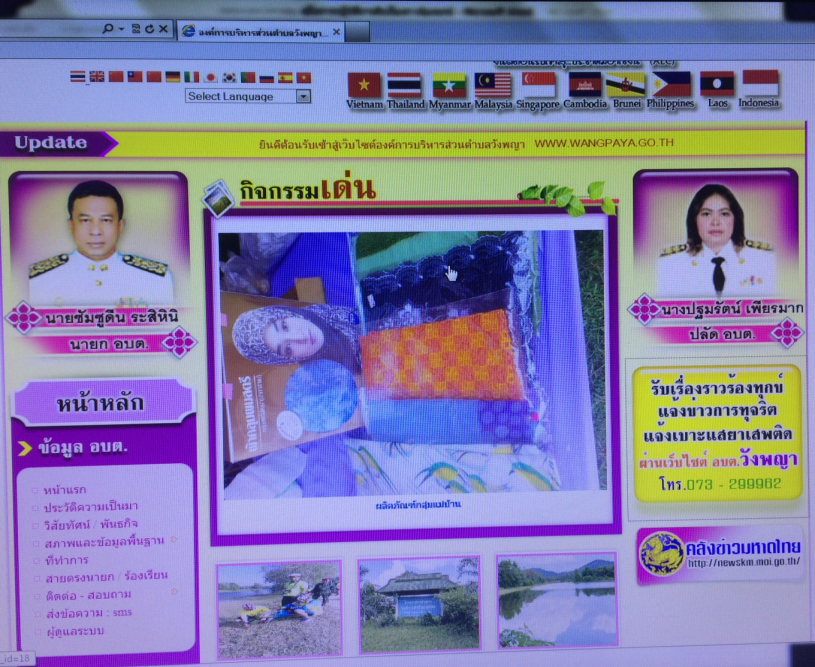 องค์การบริหารส่วนตำบลวังพญา...
Select Language
Vietnam Thailand Myanmar Malaysia Singapore Cambodia Brunei Philippines Laos Indonesia
Update
ยินดีต้อนรับเข้าสู่เว็บไซต์องค์การบริหารส่วนตำบลวังพญา WWW.WANGPAYA.GO.TH
กิจกรรมเด่น
นายซัมซูดีน ระสิหินิ
นายก อบต.
นางปฐมรัตน์ เพียรมาก
ปลัด อบต.
หน้าหลัก
ข้อมูล อบต.
หน้าแรก
ประวัติความเป็นมา
วิสัยทัศน์ / พันธกิจ
สภาพและข้อมูลพื้นฐาน
ที่ทำการ
สายตรงนายก / ร้องเรียน
ติดต่อ - สอบถาม
ส่งข้อความ : sms
ผู้ดูแลระบบ
ผลิตภัณฑ์กลุ่มแม่บ้าน
รับเรื่องราวร้องทุกข์
แจ้งข่าวการทุจริต
แจ้งเบาะแสยาเสพติด
ผ่านเว็บไซต์ อบต.วังพญา
โทร.073 - 299962
คลังข่าวมหาดไทย
http://newskm.moi.go.th/
_id=18